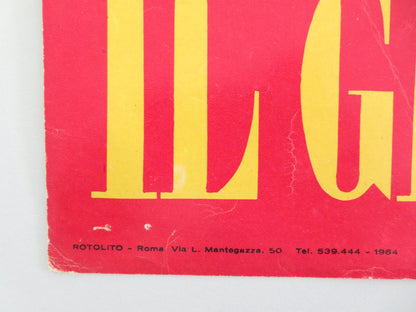 IL G
ROTOLITO - Roma Via L. Mantegazza, 50 Tel. 539.444 - 1964